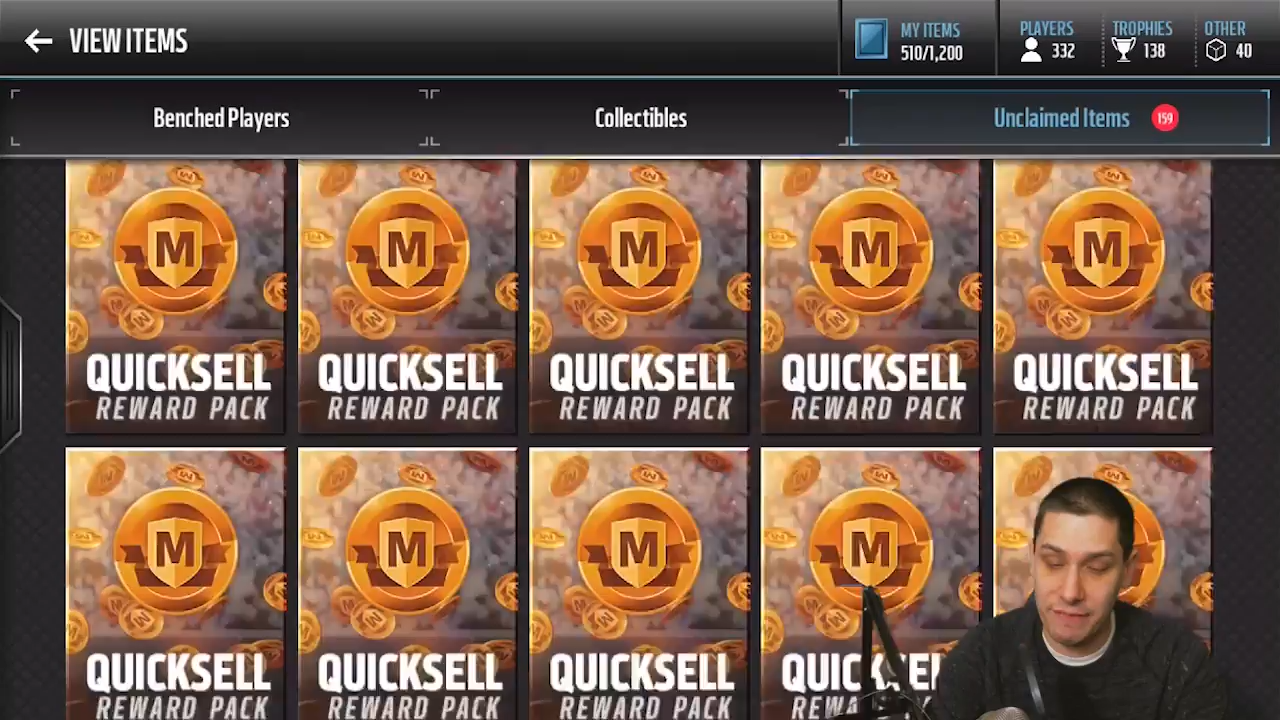 VIEW ITEMS
MY ITEMS
510/1,200
PLAYERS
332
TROPHIES
138
OTHER
40
Benched Players
Collectibles
Unclaimed Items
159
M
M
M
M
M
QUICKSELL
REWARD PACK
QUICKSELL
REWARD PACK
QUICKSELL
REWARD PACK
QUICKSELL
REWARD PACK
QUICKSELL
REWARD PACK
M
M
M
M
QUICKSELL
REWARD PACK
QUICKSELL
REWARD PACK
QUICKSELL
REWARD PACK